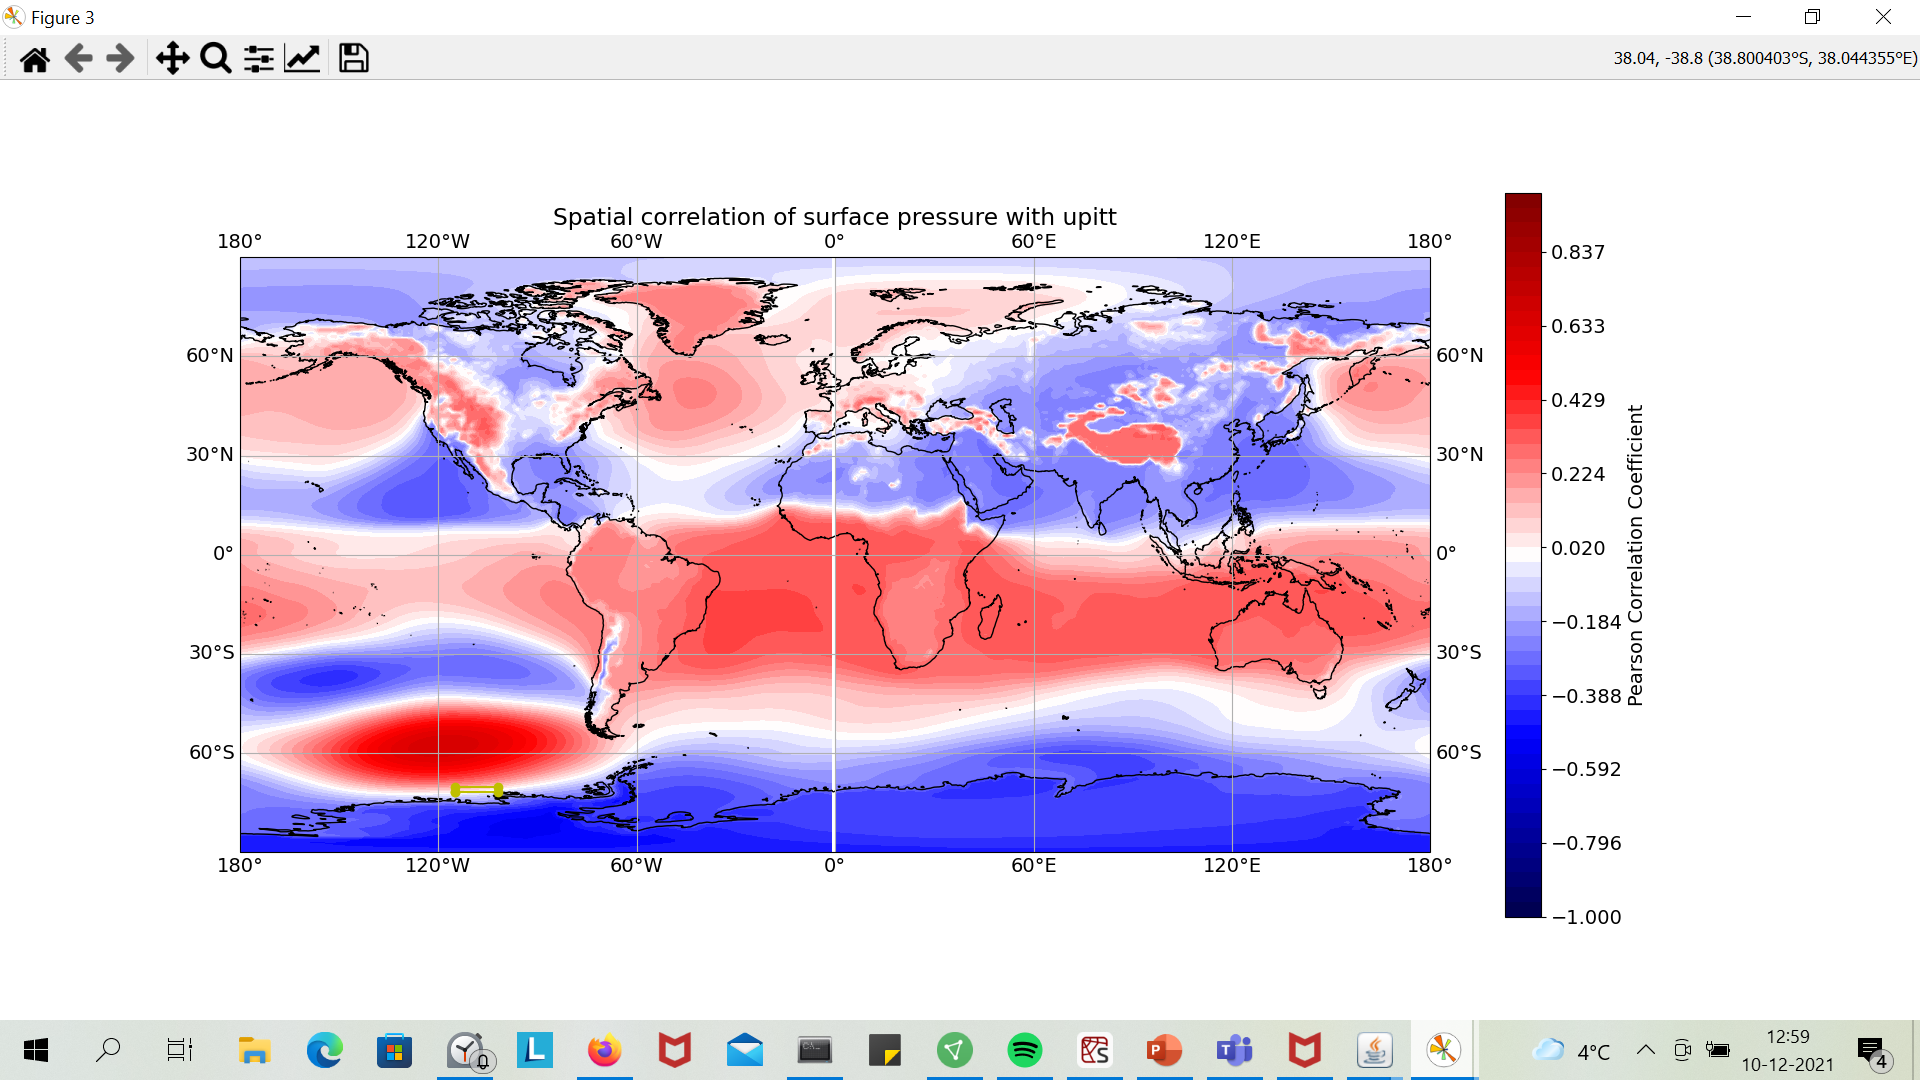 Figure 3
38.04, -38.8 (38.800403°S, 38.044355°E)
Spatial correlation of surface pressure with upitt
180° 120°W 60°W 0° 60°E 120°E 180°
60°N 60°N
30°N 30°N
0° 0°
30°S 30°S
60°S 60°S
180° 120°W 60°W 0° 60°E 120°E 180°
0.837
0.633
0.429
0.224
0.020
−0.184
−0.388
−0.592
−0.796
−1.000
Pearson Correlation Coefficient
L
C:\_
P
T
4°C
12:59
10-12-2021
4